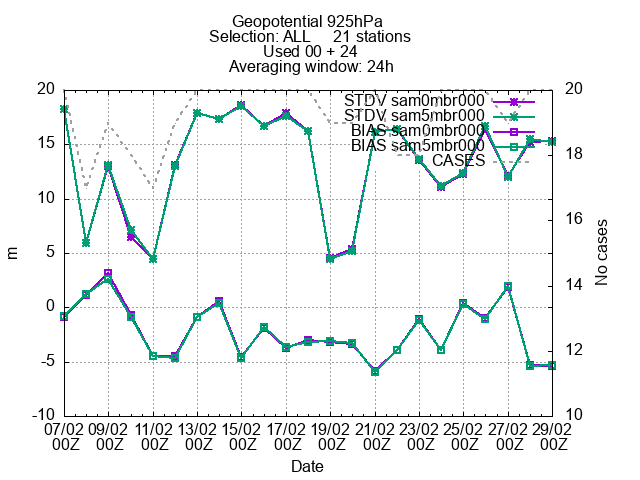 Geopotential 925hPa
Selection: ALL 21 stations
Used 00 + 24
Averaging window: 24h
STDV sam0mbr000
STDV sam5mbr000
BIAS sam0mbr000
BIAS sam5mbr000
CASES
20
15
10
5
0
-5
-10
m
20
18
16
14
12
10
No cases
07/02 09/02 11/02 13/02 15/02 17/02 19/02 21/02 23/02 25/02 27/02 29/02
00Z 00Z 00Z 00Z 00Z 00Z 00Z 00Z 00Z 00Z 00Z 00Z
Date